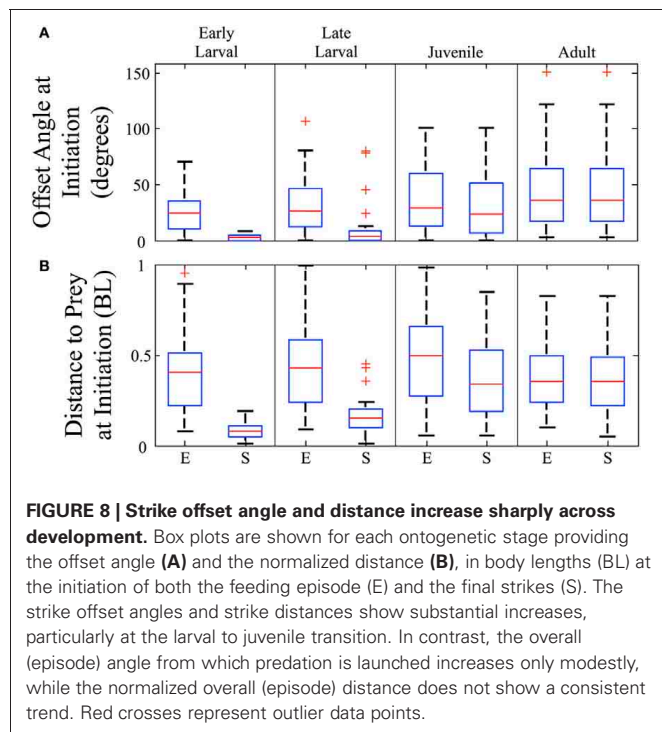 A
Early Larval
Late Larval
Juvenile
Adult
Offset Angle at Initiation (degrees)
150
100
50
0
B
Distance to Prey at Initiation (BL)
1
0.5
0
E S E S E S E S
FIGURE 8 | Strike offset angle and distance increase sharply across
development. Box plots are shown for each ontogenetic stage providing
the offset angle (A) and the normalized distance (B), in body lengths (BL) at
the initiation of both the feeding episode (E) and the final strikes (S). The
strike offset angles and strike distances show substantial increases,
particularly at the larval to juvenile transition. In contrast, the overall
(episode) angle from which predation is launched increases only modestly,
while the normalized overall (episode) distance does not show a consistent
trend. Red crosses represent outlier data points.